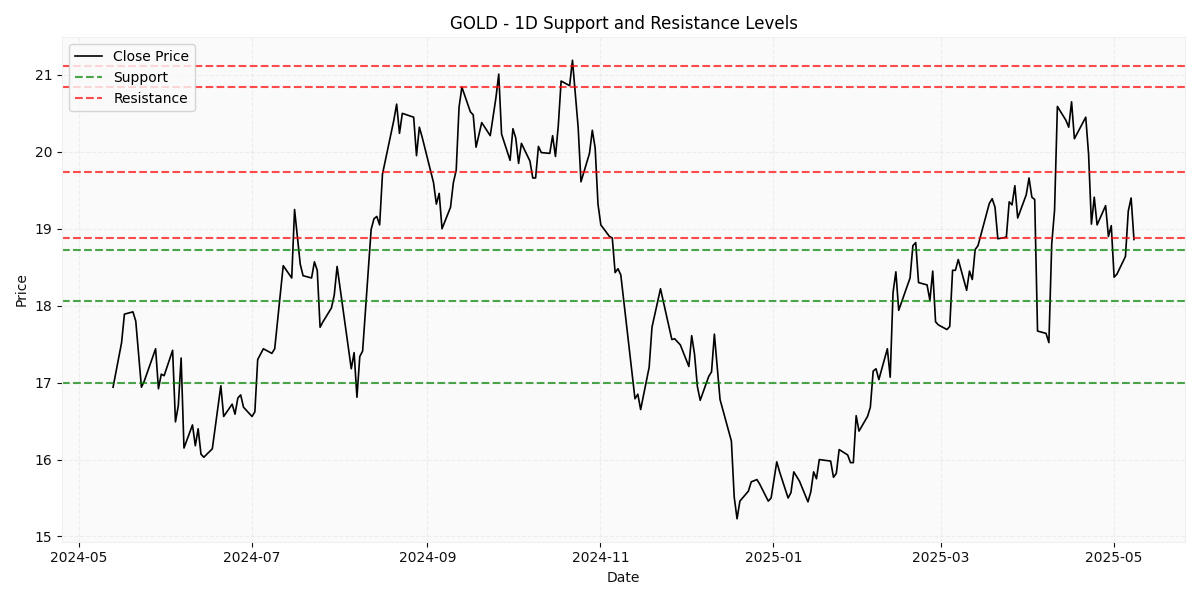 GOLD - 1D Support and Resistance Levels
Close Price
Support
Resistance
21
20
19
18
17
16
15
Price
2024-05
2024-07
2024-09
2024-11
2025-01
2025-03
2025-05
Date